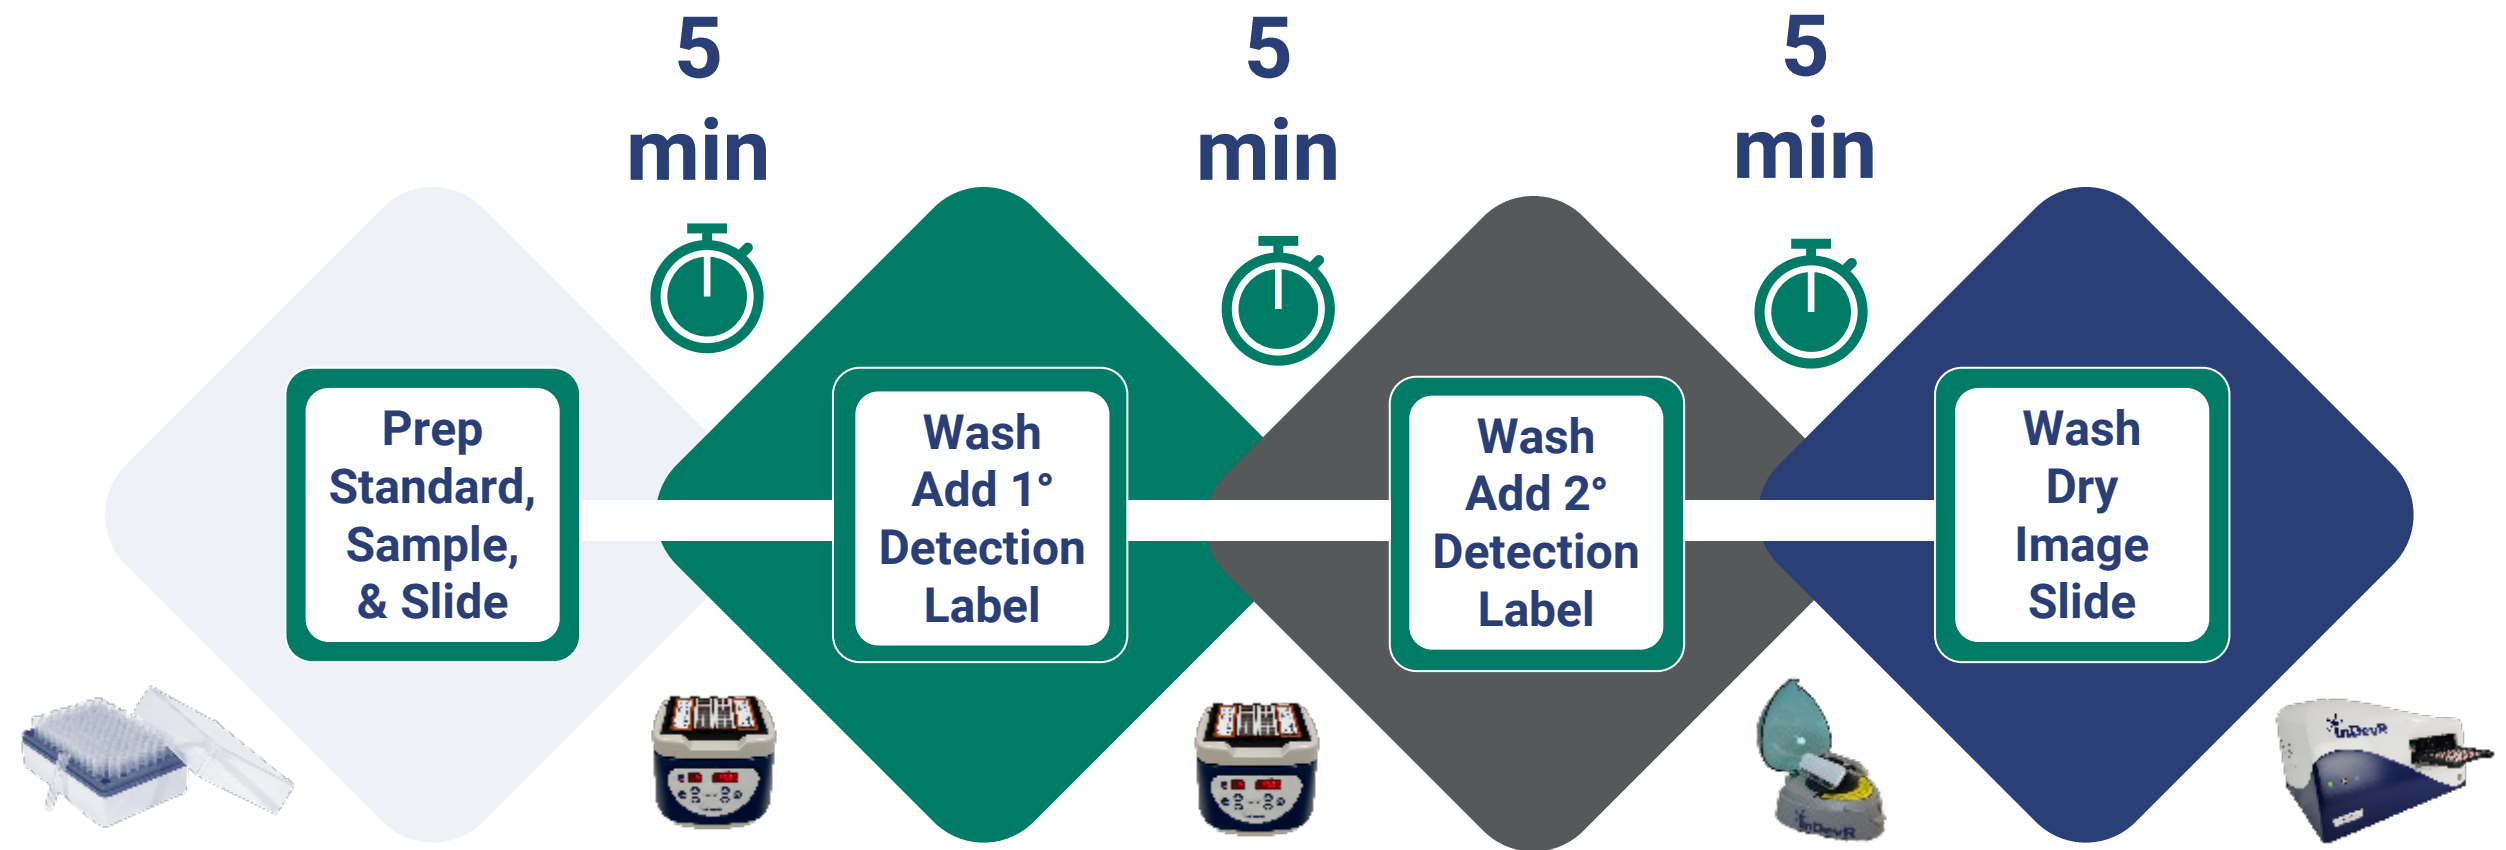 5
min
5
min
5
min
Prep
Standard,
Sample,
& Slide
Wash
Add 1°
Detection
Label
Wash
Add 2°
Detection
Label
Wash
Dry
Image
Slide
InDevR
InDevR